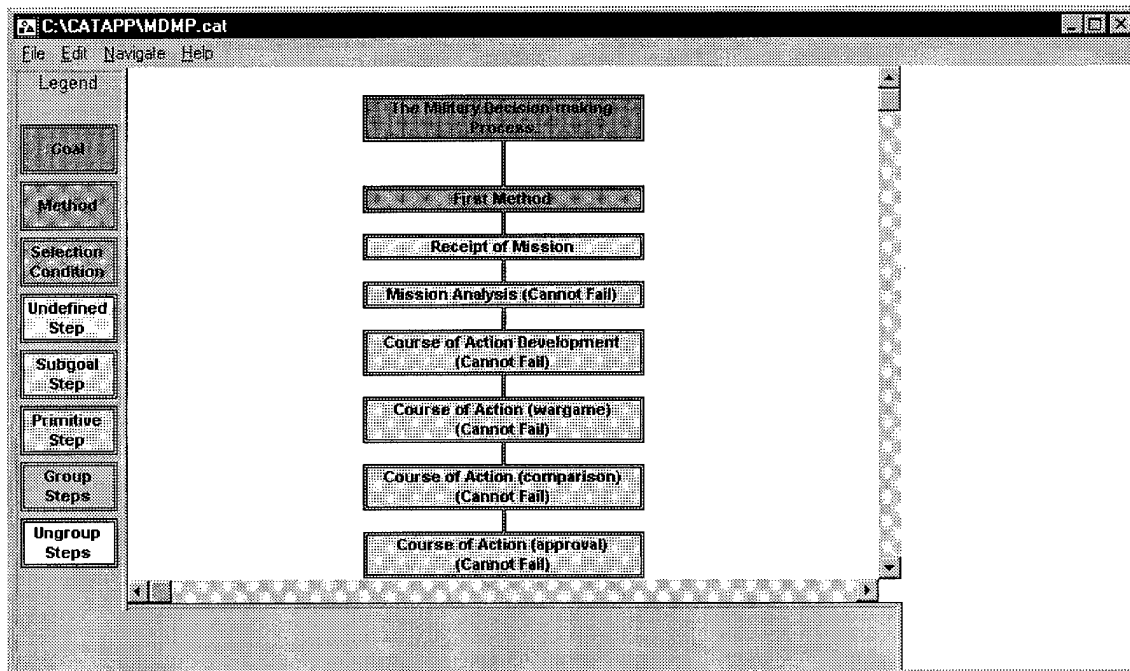 C:\CATAPP\MDMP.cat
File Edit Navigate Help
Legend
Goal
Method
Selection
Condition
Undefined
Step
Subgoal
Step
Primitive
Step
Group
Steps
Ungroup
Steps
The Military Decision-making
Process
First Method
Receipt of Mission
Mission Analysis (Cannot Fail)
Course of Action Development
(Cannot Fail)
Course of Action (wargame)
(Cannot Fail)
Course of Action (comparison)
(Cannot Fail)
Course of Action (approval)
(Cannot Fail)